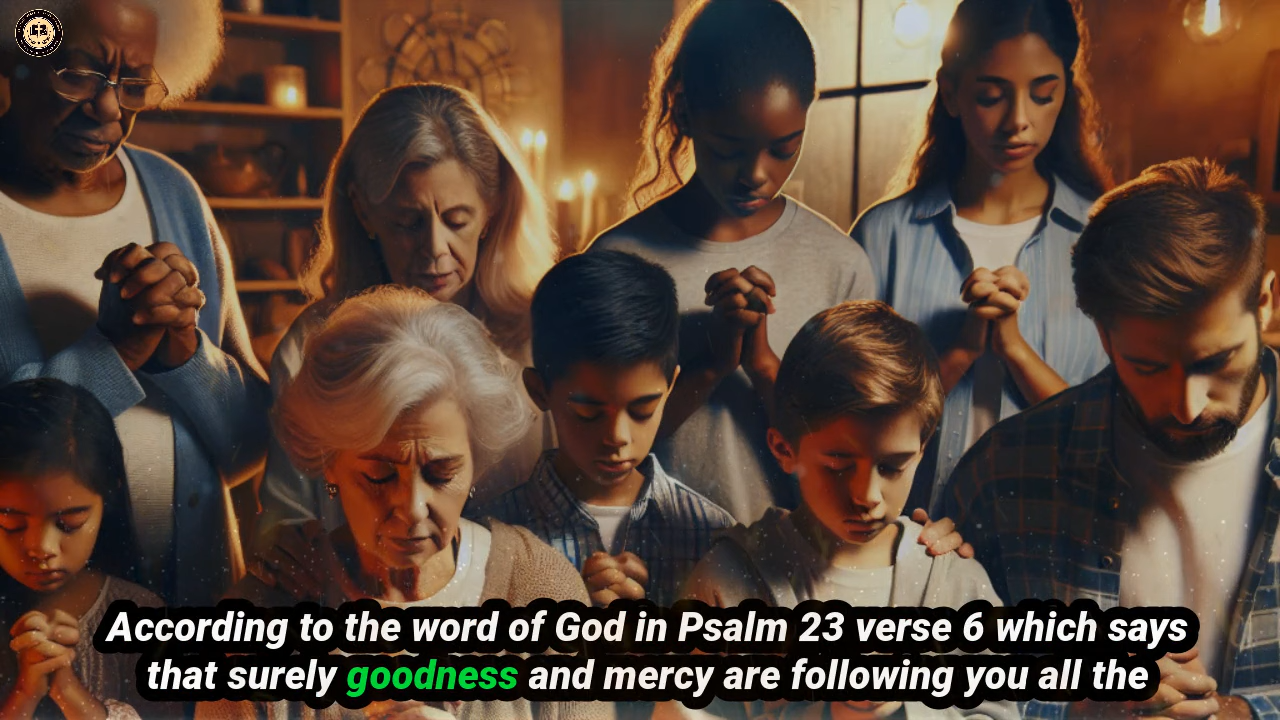 According to the word of God in Psalm 23 verse 6 which says
that surely goodness and mercy are following you all the